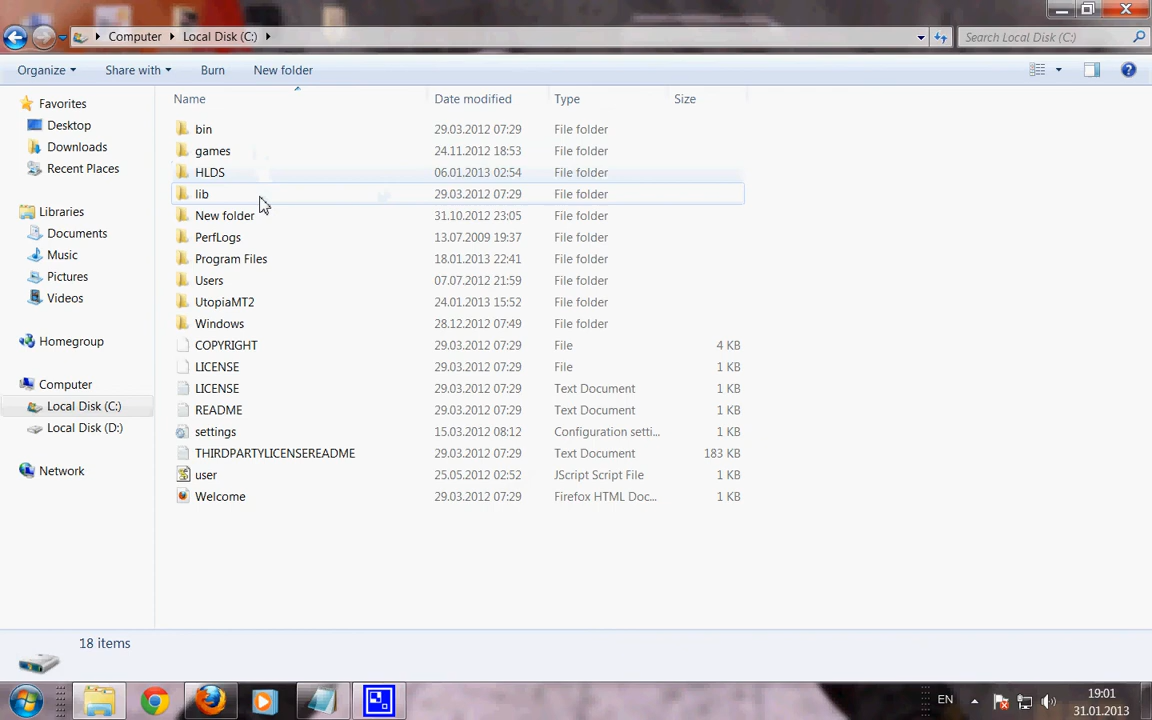 Computer Local Disk (C:) Search Local Disk (C:)
Organize Share with Burn New folder
Name Date modified Type Size
Favorites
Desktop
Downloads
Recent Places
Libraries
Documents
Music
Pictures
Videos
Homegroup
Computer
Local Disk (C:)
Local Disk (D:)
Network
bin 29.03.2012 07:29 File folder
games 24.11.2012 18:53 File folder
HLDS 06.01.2013 02:54 File folder
lib 29.03.2012 07:29 File folder
New folder 31.10.2012 23:05 File folder
PerfLogs 13.07.2009 19:37 File folder
Program Files 18.01.2013 22:41 File folder
Users 07.07.2012 21:59 File folder
UtopiaMT2 24.01.2013 15:52 File folder
Windows 28.12.2012 07:49 File folder
COPYRIGHT 29.03.2012 07:29 File 4 KB
LICENSE 29.03.2012 07:29 File 1 KB
LICENSE 29.03.2012 07:29 Text Document 1 KB
README 29.03.2012 07:29 Text Document 1 KB
settings 15.03.2012 08:12 Configuration setti... 1 KB
THIRDPARTYLICENSEREADME 29.03.2012 07:29 Text Document 183 KB
user 25.05.2012 02:52 JScript Script File 1 KB
Welcome 29.03.2012 07:29 Firefox HTML Doc... 1 KB
18 items
EN 19:01
31.01.2013